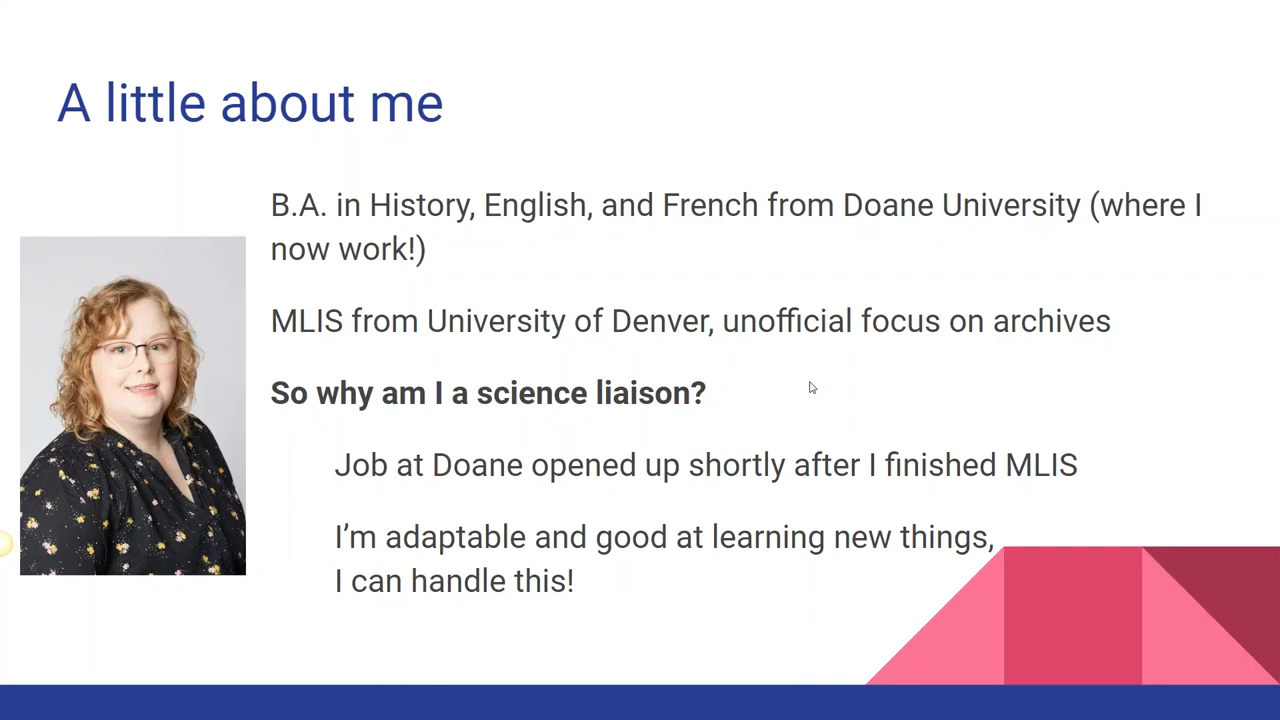 A little about me
B.A. in History, English, and French from Doane University (where I
now work!)
MLIS from University of Denver, unofficial focus on archives
So why am I a science liaison?
Job at Doane opened up shortly after I finished MLIS
I’m adaptable and good at learning new things,
I can handle this!